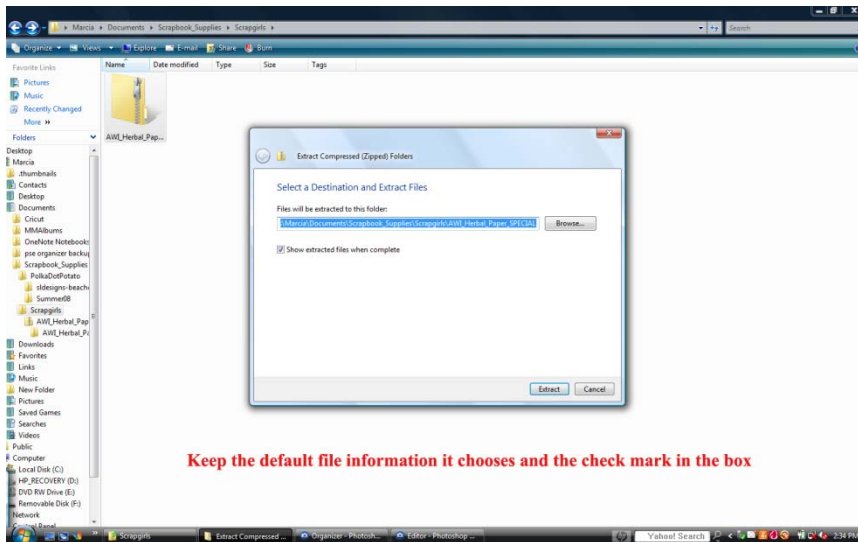 Marcia ▸ Documents ▸ Scrapbook_Supplies ▸ Scrapgirls ▸
Search
Organize Views Explore E-mail Share Burn
Favorite Links
Pictures
Music
Recently Changed
More »
Folders
Desktop
Marcia
.thumbnails
Contacts
Desktop
Documents
Cricut
MMAlbums
OneNote Notebooks
pse organizer backup
Scrapbook_Supplies
PolkaDotPotato
sldesigns-beach
Summer08
Scrapgirls
AWI_Herbal_Pap
AWI_Herbal_Pa
Downloads
Favorites
Links
Music
New Folder
Pictures
Saved Games
Searches
Videos
Public
Computer
Local Disk (C:)
HP_RECOVERY (D:)
DVD RW Drive (E:)
Removable Disk (F:)
Network
Control Panel
Name Date modified Type Size Tags
AWI_Herbal_Pap...
Extract Compressed (Zipped) Folders
Select a Destination and Extract Files
Files will be extracted to this folder:
\Marcia\Documents\Scrapbook_Supplies\Scrapgirls\AWI_Herbal_Paper_SPECIAL
Browse...
Show extracted files when complete
Extract Cancel
Keep the default file information it chooses and the check mark in the box
Scrapgirls Extract Compressed ... Organizer - Photosh... Editor - Photoshop ... Yahoo! Search 2:34 PM